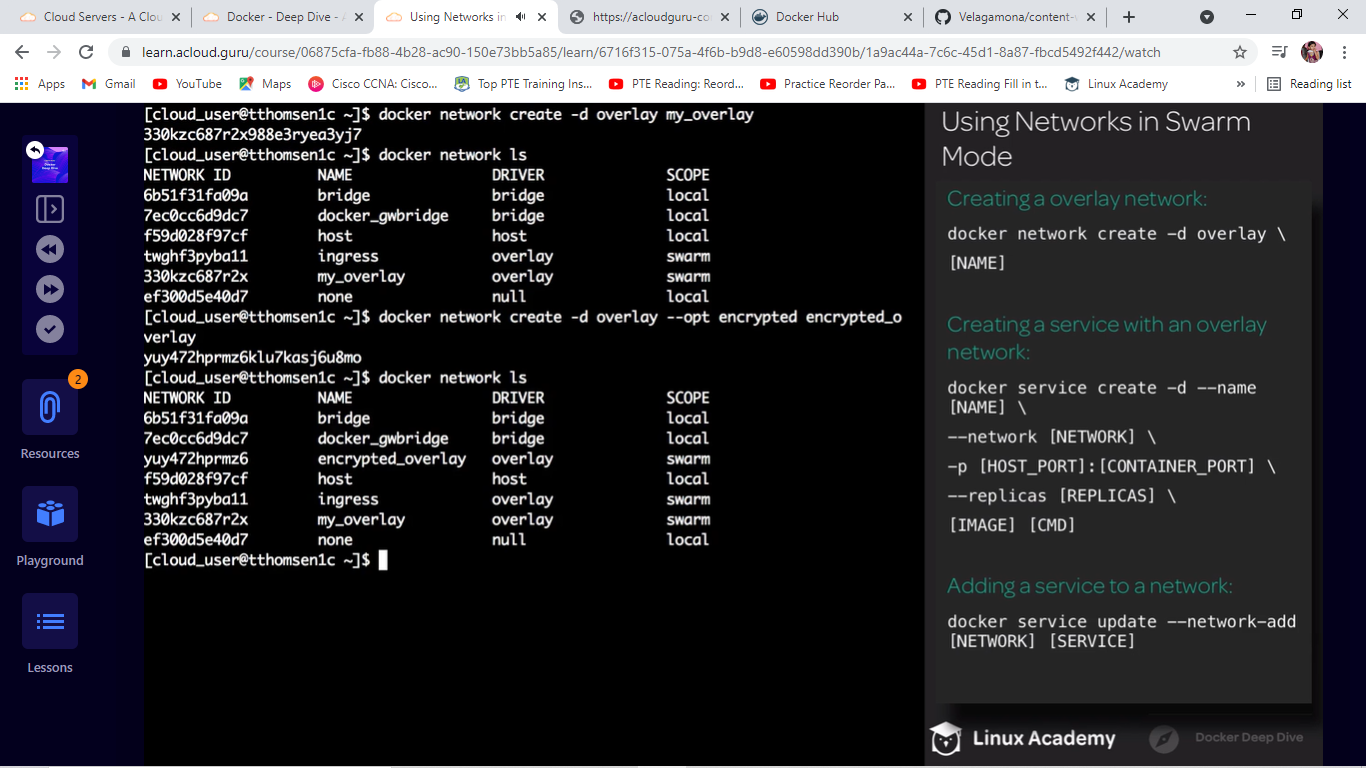 Cloud Servers - A Clou
Docker - Deep Dive - A
Using Networks in
https://acloudguru-co
Docker Hub
Velagamona/content-
learn.acloud.guru/course/06875cfa-fb88-4b28-ac90-150e73bb5a85/learn/6716f315-075a-4f6b-b9d8-e60598dd390b/1a9ac44a-7c6c-45d1-8a87-fbcd5492f442/watch
Apps
Gmail
YouTube
Maps
Cisco CCNA: Cisco...
Top PTE Training Ins...
PTE Reading: Reord...
Practice Reorder Pa...
PTE Reading Fill in t...
Linux Academy
»
Reading list
2
Resources
Playground
Lessons
[cloud_user@tthomsen1c ~]$ docker network create -d overlay my_overlay
330kzc687r2x988e3ryea3yj7
[cloud_user@tthomsen1c ~]$ docker network ls
NETWORK ID NAME DRIVER SCOPE
6b51f31fa09a bridge bridge local
7ec0cc6d9dc7 docker_gwbridge bridge local
f59d028f97cf host host local
twghf3pyba11 ingress overlay swarm
330kzc687r2x my_overlay overlay swarm
ef300d5e40d7 none null local
[cloud_user@tthomsen1c ~]$ docker network create -d overlay --opt encrypted encrypted_o
verlay
yuy472hprmz6klu7kasj6u8mo
[cloud_user@tthomsen1c ~]$ docker network ls
NETWORK ID NAME DRIVER SCOPE
6b51f31fa09a bridge bridge local
7ec0cc6d9dc7 docker_gwbridge bridge local
yuy472hprmz6 encrypted_overlay overlay swarm
f59d028f97cf host host local
twghf3pyba11 ingress overlay swarm
330kzc687r2x my_overlay overlay swarm
ef300d5e40d7 none null local
[cloud_user@tthomsen1c ~]$
Using Networks in Swarm
Mode
Creating a overlay network:
docker network create -d overlay \
[NAME]
Creating a service with an overlay
network:
docker service create -d --name
[NAME] \
--network [NETWORK] \
-p [HOST_PORT]:[CONTAINER_PORT] \
--replicas [REPLICAS] \
[IMAGE] [CMD]
Adding a service to a network:
docker service update --network-add
[NETWORK] [SERVICE]
Linux Academy
Docker Deep Dive